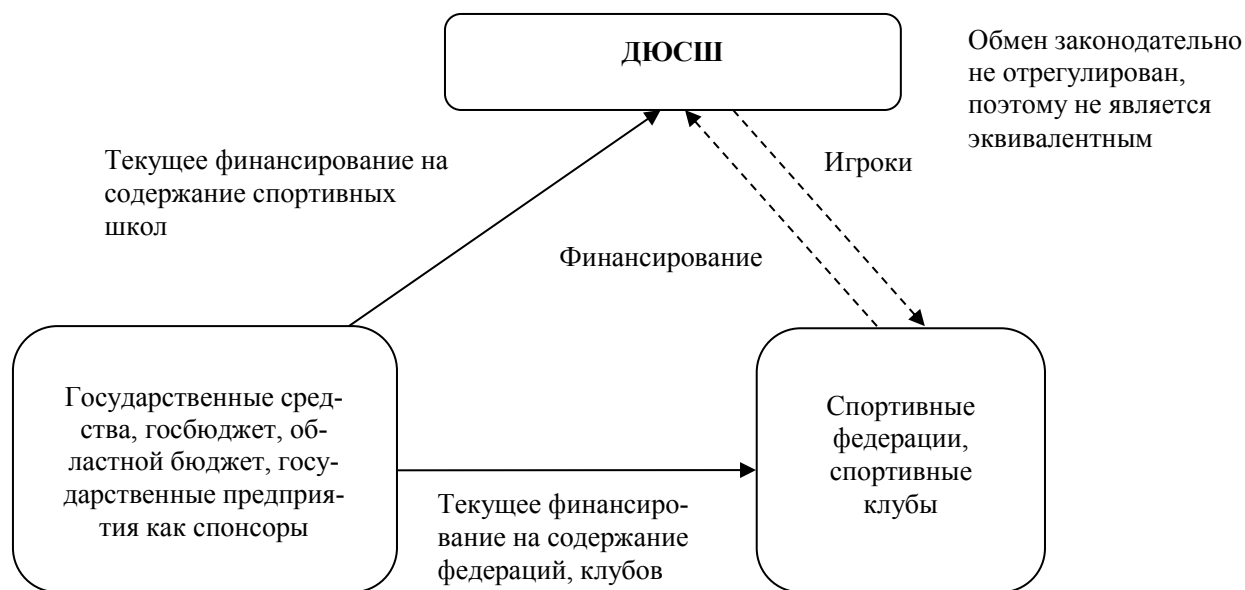 ДЮСШ
Обмен законодательно
не отрегулирован,
поэтому не является
эквивалентным
Текущее финансирование на
содержание спортивных
школ
Игроки
Финансирование
Государственные сред-
ства, госбюджет, об-
ластной бюджет, госу-
дарственные предприя-
тия как спонсоры
Спортивные
федерации,
спортивные
клубы
Текущее финансиро-
вание на содержание
федераций, клубов